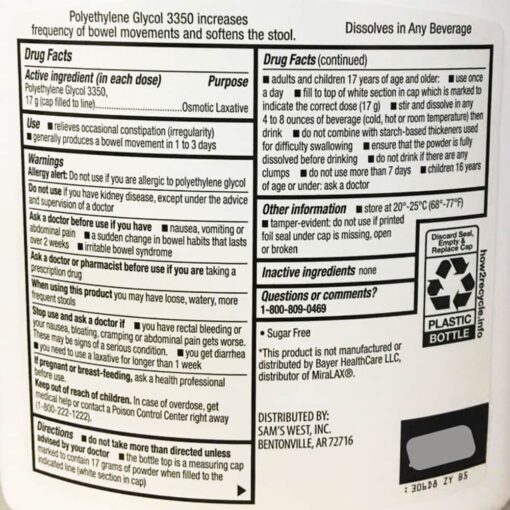 Polyethylene Glycol 3350 increases
frequency of bowel movements and softens the stool.
Dissolves in Any Beverage
Drug Facts
Active ingredient (in each dose) Purpose
Polyethylene Glycol 3350,
17 g (cap filled to line)..........................Osmotic Laxative
Use ■ relieves occasional constipation (irregularity)
■ generally produces a bowel movement in 1 to 3 days
Warnings
Allergy alert: Do not use if you are allergic to polyethylene glycol
Do not use if you have kidney disease, except under the advice
and supervision of a doctor
Ask a doctor before use if you have ■ nausea, vomiting or
abdominal pain ■ a sudden change in bowel habits that lasts
over 2 weeks ■ irritable bowel syndrome
Ask a doctor or pharmacist before use if you are taking a
prescription drug
When using this product you may have loose, watery, more
frequent stools
Stop use and ask a doctor if ■ you have rectal bleeding or
your nausea, bloating, cramping or abdominal pain gets worse.
These may be signs of a serious condition. ■ you get diarrhea
■ you need to use a laxative for longer than 1 week
If pregnant or breast-feeding, ask a health professional
before use.
Keep out of reach of children. In case of overdose, get
medical help or contact a Poison Control Center right away
(1-800-222-1222).
Directions ■ do not take more than directed unless
advised by your doctor ■ the bottle top is a measuring cap
marked to contain 17 grams of powder when filled to the
indicated line (white section in cap)
Drug Facts (continued)
■ adults and children 17 years of age and older: ■ use once
a day ■ fill to top of white section in cap which is marked to
indicate the correct dose (17 g) ■ stir and dissolve in any
4 to 8 ounces of beverage (cold, hot or room temperature) then
drink ■ do not combine with starch-based thickeners used
for difficulty swallowing ■ ensure that the powder is fully
dissolved before drinking ■ do not drink if there are any
clumps ■ do not use more than 7 days ■ children 16 years
of age or under: ask a doctor
Other information ■ store at 20°-25°C (68°-77°F)
■ tamper-evident: do not use if printed
foil seal under cap is missing, open
or broken
Inactive ingredients none
Questions or comments?
1-800-809-0469
Discard Seal,
Empty &
Replace Cap
PLASTIC
BOTTLE
how2recycle.info
• Sugar Free
*This product is not manufactured or
distributed by Bayer HealthCare LLC,
distributor of MiraLAX®.
DISTRIBUTED BY:
SAM'S WEST, INC.
BENTONVILLE, AR 72716